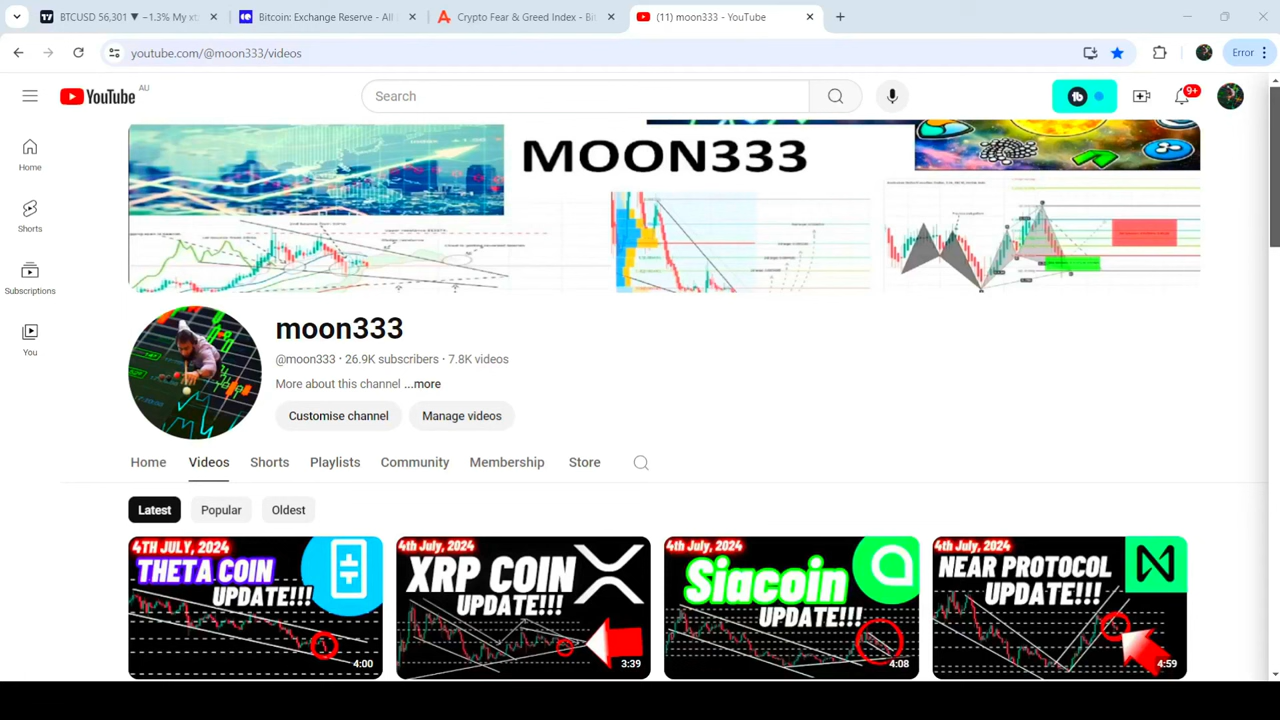 BTCUSD 56,301 ▼ −1.3% My xt
Bitcoin: Exchange Reserve - All
Crypto Fear & Greed Index - Bit
(11) moon333 - YouTube
youtube.com/@moon333/videos
Error
YouTube AU
Search
9+
Home
Shorts
Subscriptions
You
MOON333
moon333
@moon333 · 26.9K subscribers · 7.8K videos
More about this channel ...more
Customise channel
Manage videos
Home
Videos
Shorts
Playlists
Community
Membership
Store
Latest
Popular
Oldest
4TH JULY, 2024
THETA COIN
UPDATE!!!
4:00
4th July, 2024
XRP COIN
UPDATE!!!
3:39
4th July, 2024
Siacoin
UPDATE!!!
4:08
4th July, 2024
NEAR PROTOCOL
UPDATE!!!
4:59